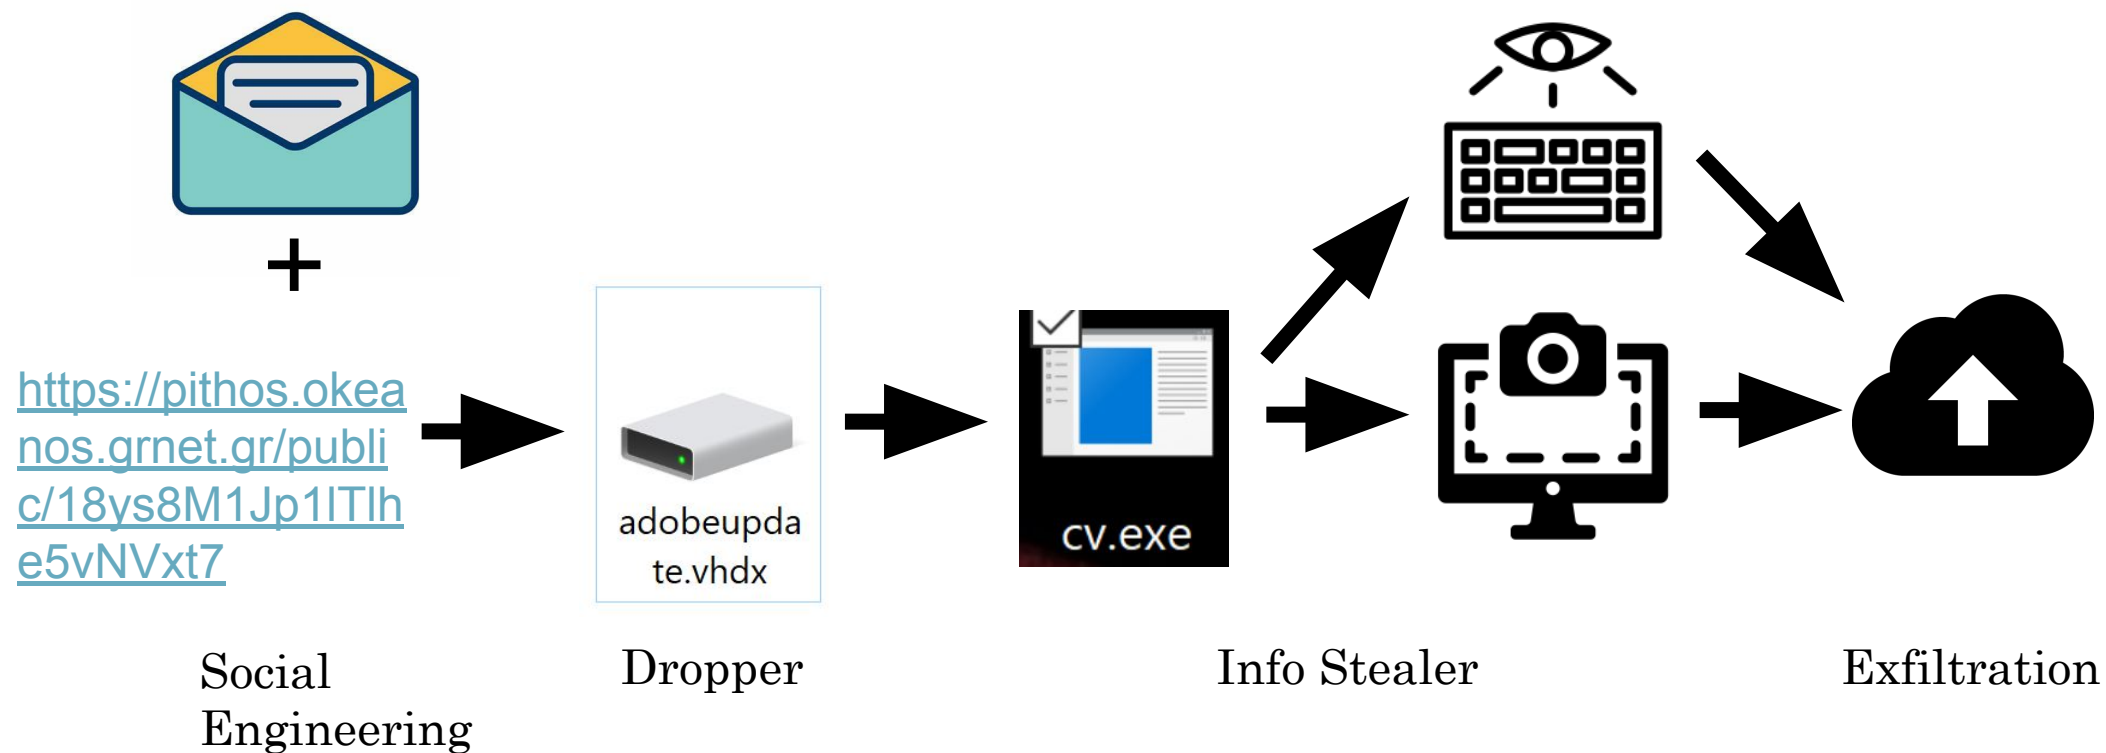 +
https://pithos.okea
nos.grnet.gr/publi
c/18ys8M1Jp1lTlh
e5vNVxt7
adobeupda
te.vhdx
cv.exe
Social
Engineering
Dropper
Info Stealer
Exfiltration